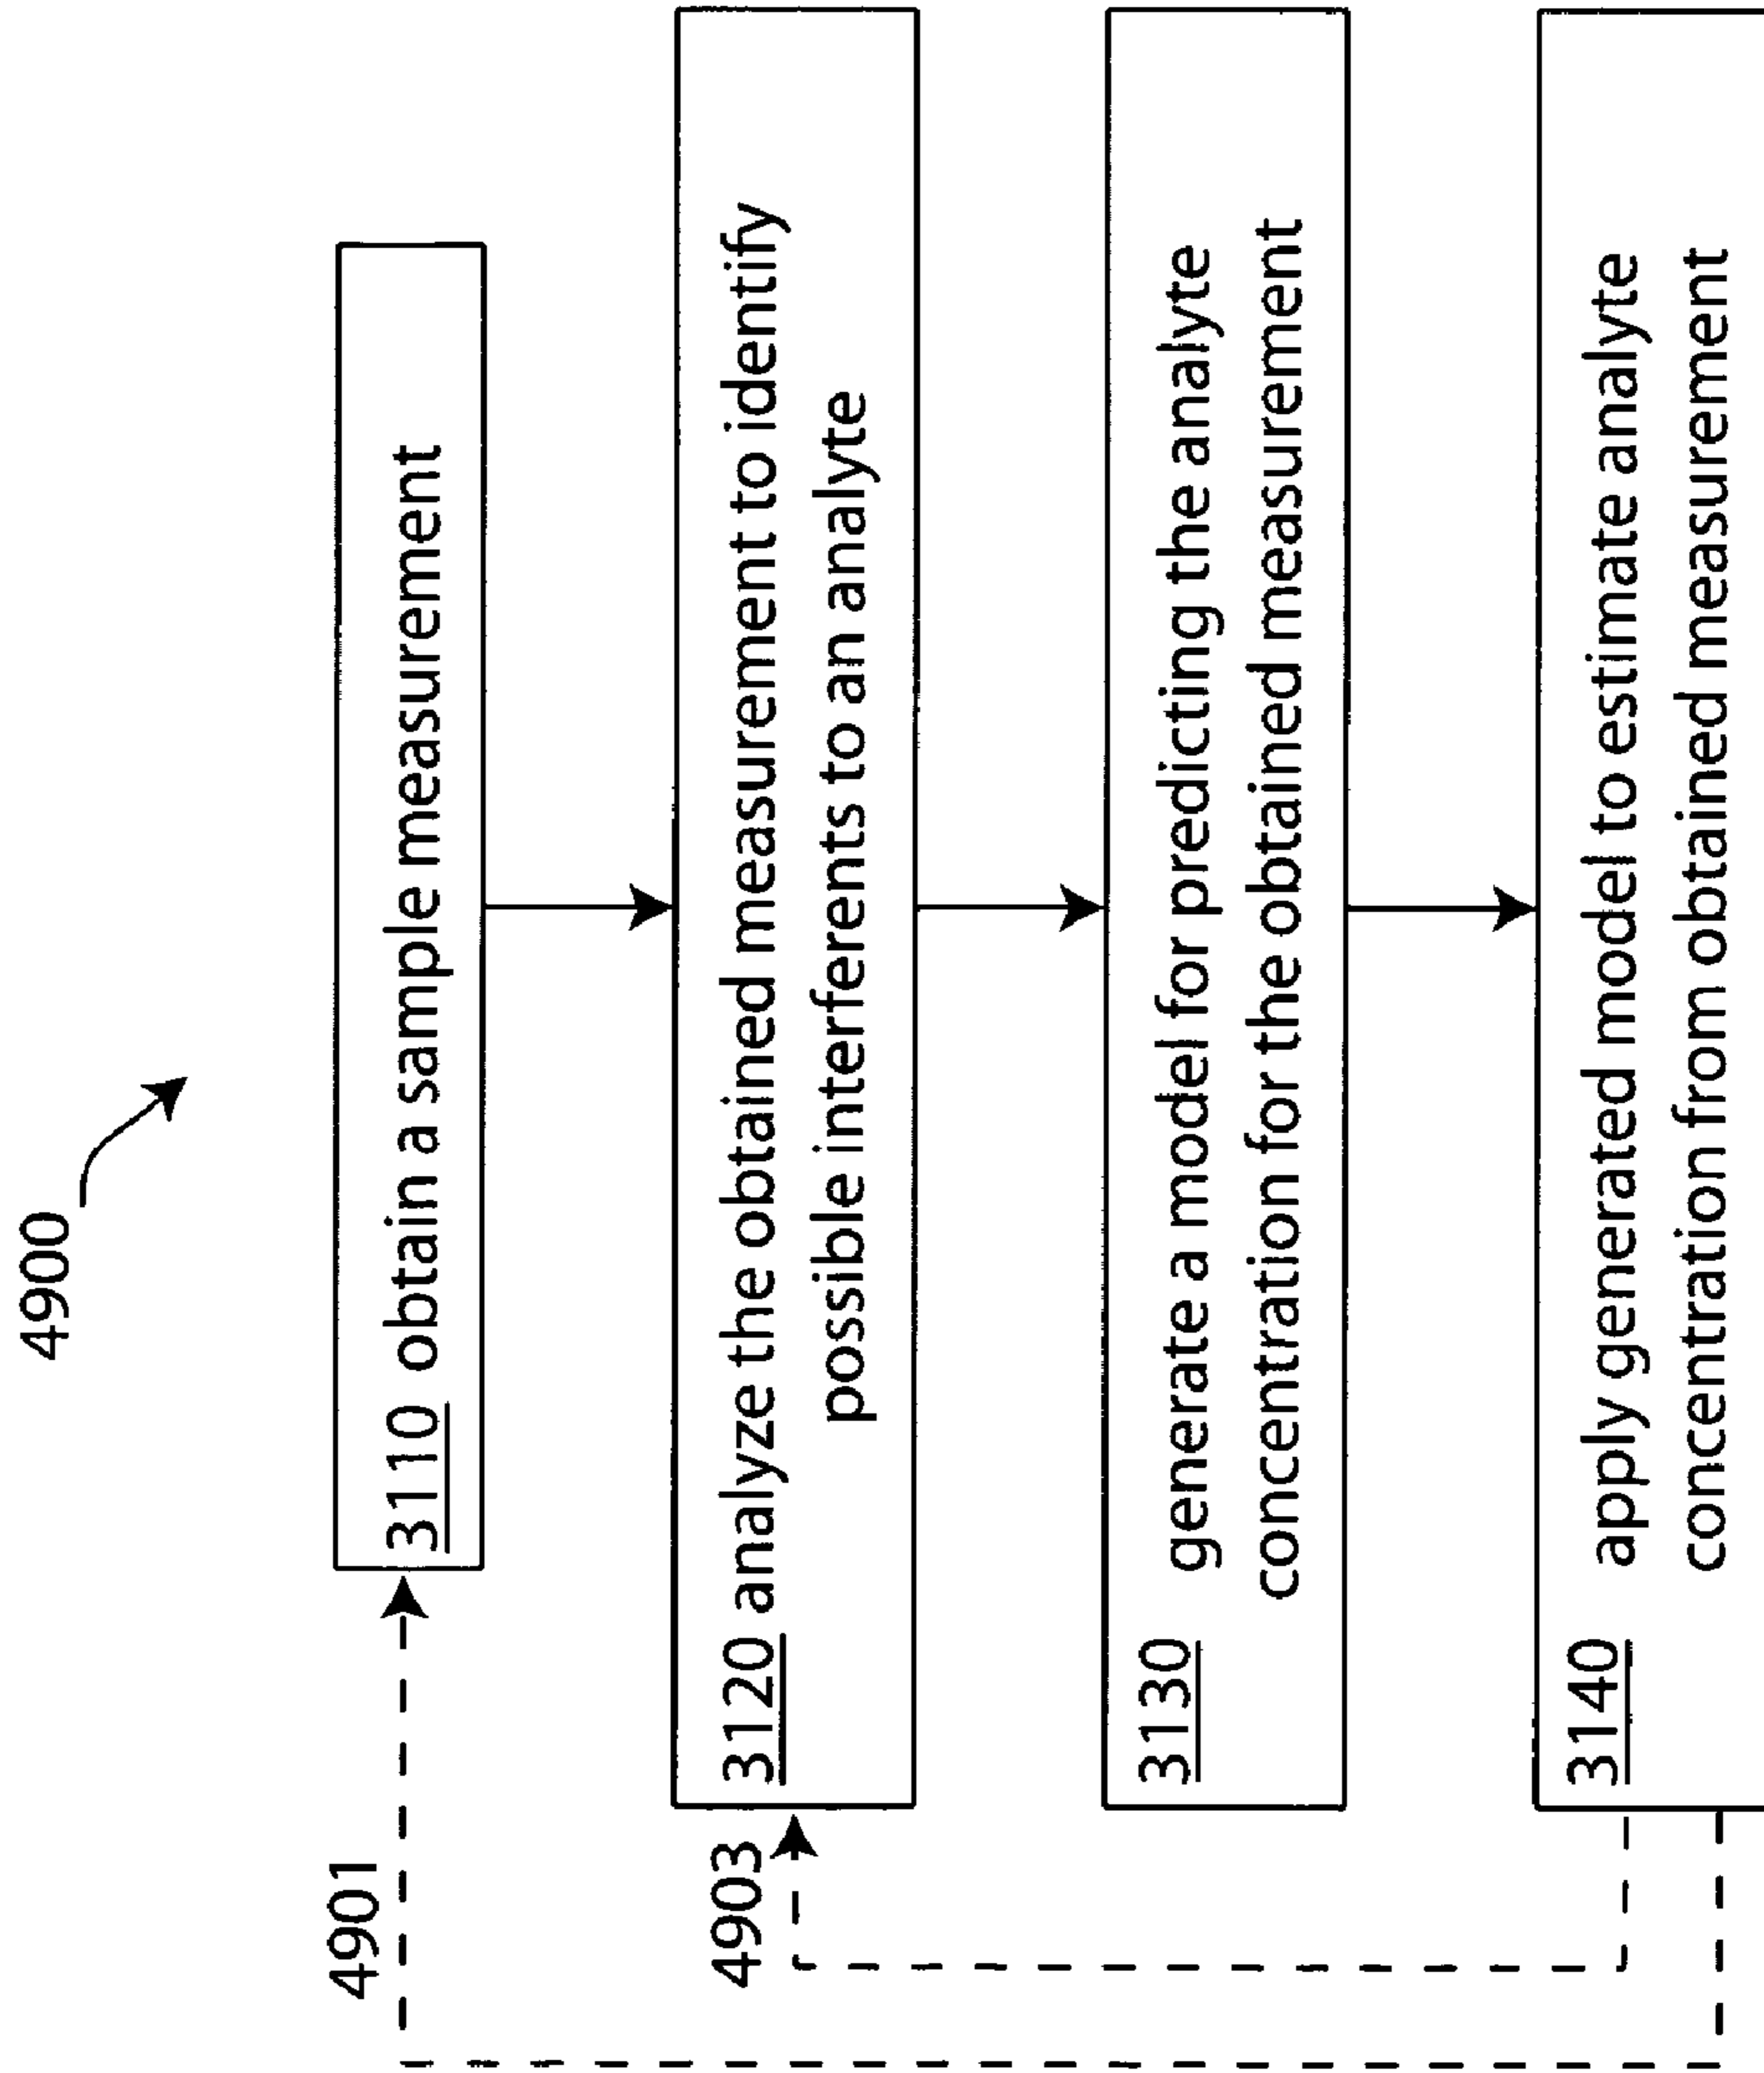 4900
4901
3110 obtain a sample measurement
4903
3120 analyze the obtained measurement to identify
possible interferents to an analyte
3130 generate a model for predicting the analyte
concentration for the obtained measurement
3140 apply generated model to estimate analyte
concentration from obtained measurement